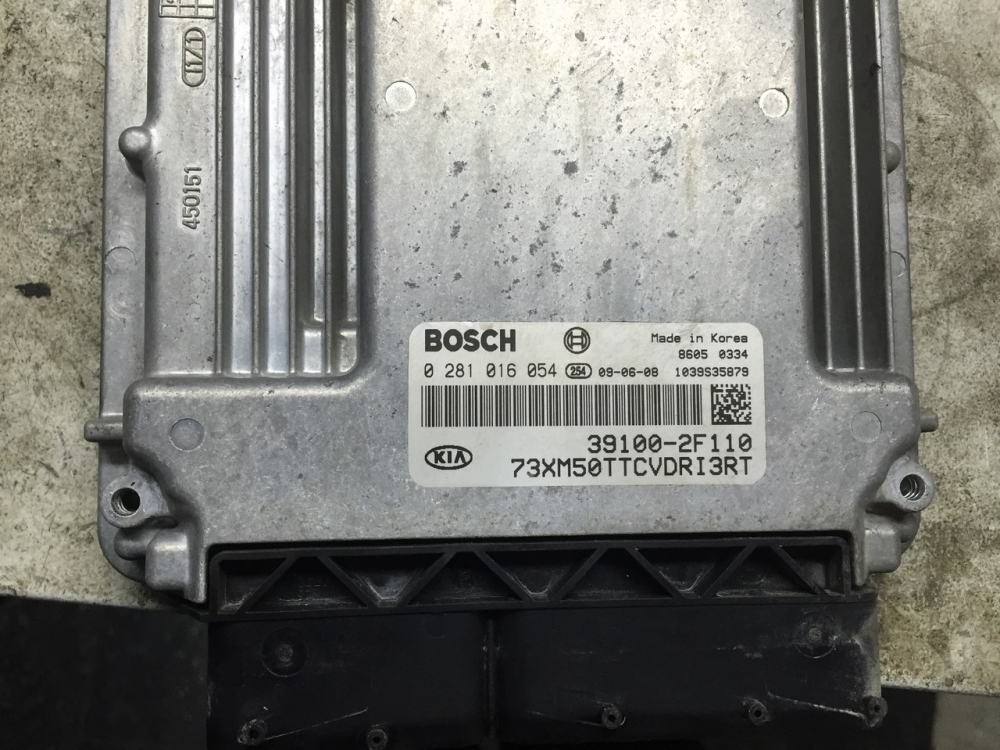 450151
BOSCH
Made in Korea
8605 0334
0 281 016 054 254 09-06-08 1039S35879
39100-2F110
KIA
73XM50TTCVDRI3RT